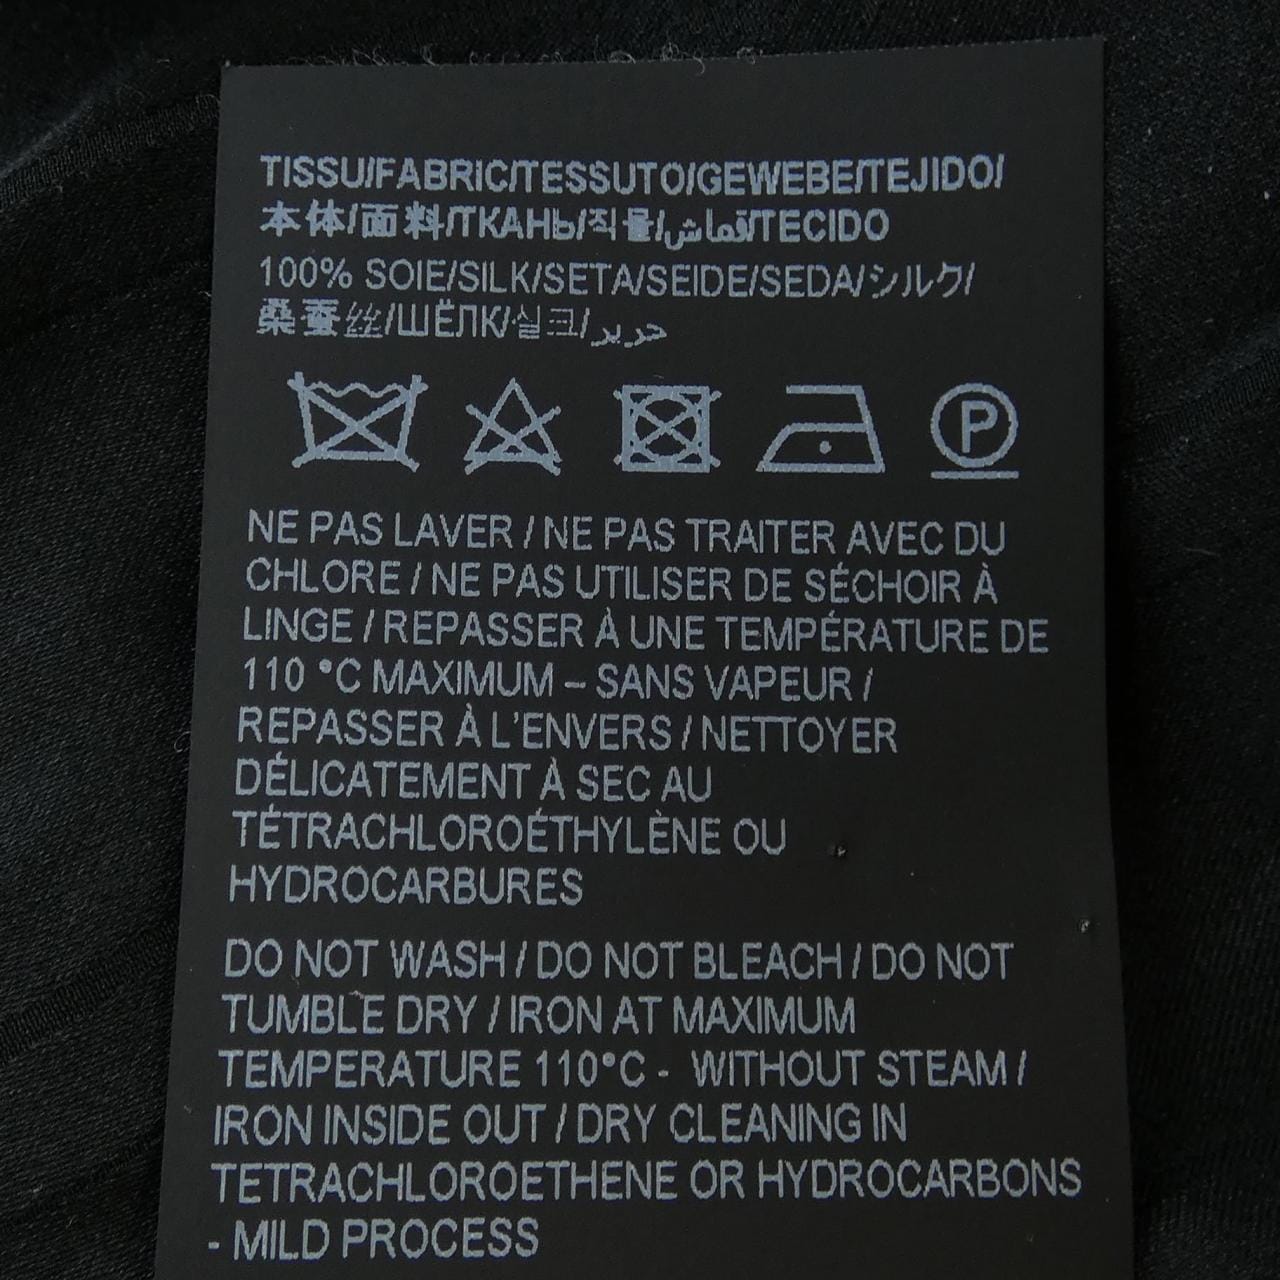 TISSU/FABRIC/TESSUTO/GEWEBE/TEJIDO/
本体/面料/ТКАНЬ/직물/قماش/TECIDO
100% SOIE/SILK/SETA/SEIDE/SEDA/シルク/
桑蚕丝/ШЁЛК/실크/حرير
P
NE PAS LAVER / NE PAS TRAITER AVEC DU
CHLORE / NE PAS UTILISER DE SÉCHOIR À
LINGE / REPASSER À UNE TEMPÉRATURE DE
110 °C MAXIMUM – SANS VAPEUR /
REPASSER À L'ENVERS / NETTOYER
DÉLICATEMENT À SEC AU
TÉTRACHLOROÉTHYLÈNE OU
HYDROCARBURES
DO NOT WASH / DO NOT BLEACH / DO NOT
TUMBLE DRY / IRON AT MAXIMUM
TEMPERATURE 110°C - WITHOUT STEAM /
IRON INSIDE OUT / DRY CLEANING IN
TETRACHLOROETHENE OR HYDROCARBONS
- MILD PROCESS